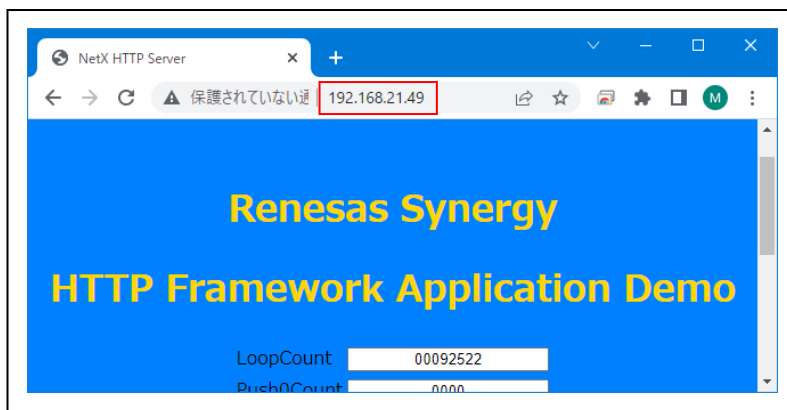 NetX HTTP Server
保護されていない通 192.168.21.49 M
Renesas Synergy
HTTP Framework Application Demo
LoopCount 00092522
Push0Count 0000